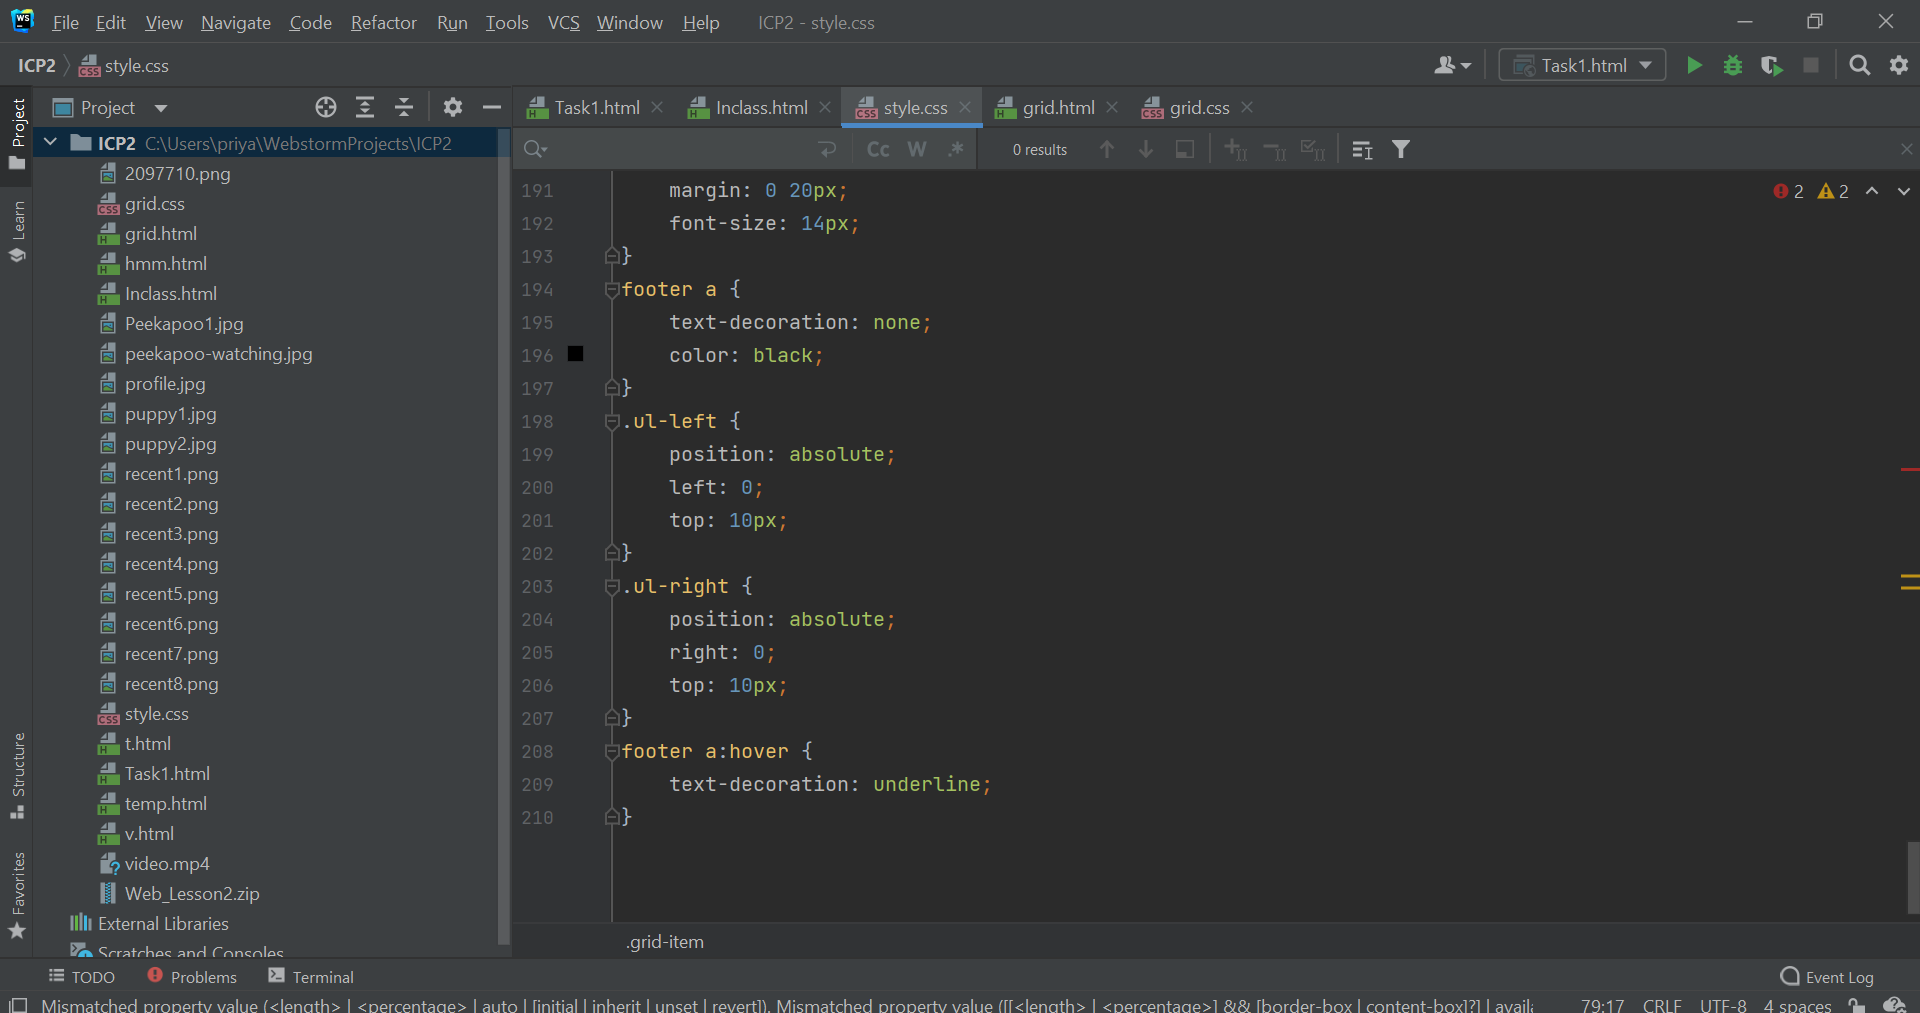 WS File Edit View Navigate Code Refactor Run Tools VCS Window Help ICP2 - style.css
ICP2 style.css Task1.html
Project
Learn
Structure
Favorites
Project
ICP2 C:\Users\priya\WebstormProjects\ICP2
2097710.png
grid.css
grid.html
hmm.html
Inclass.html
Peekapoo1.jpg
peekapoo-watching.jpg
profile.jpg
puppy1.jpg
puppy2.jpg
recent1.png
recent2.png
recent3.png
recent4.png
recent5.png
recent6.png
recent7.png
recent8.png
style.css
t.html
Task1.html
temp.html
v.html
video.mp4
Web_Lesson2.zip
External Libraries
Scratches and Consoles
Task1.html Inclass.html style.css grid.html grid.css
Cc W .* 0 results
2 2
191 margin: 0 20px;
192 font-size: 14px;
193 }
194 footer a {
195 text-decoration: none;
196 color: black;
197 }
198 .ul-left {
199 position: absolute;
200 left: 0;
201 top: 10px;
202 }
203 .ul-right {
204 position: absolute;
205 right: 0;
206 top: 10px;
207 }
208 footer a:hover {
209 text-decoration: underline;
210 }
.grid-item
TODO Problems Terminal Event Log
Mismatched property value (<length> | <percentage> | auto | [initial | inherit | unset | revert]). Mismatched property value ([[<length> | <percentage>] && [border-box | content-box]?] | availa 79:17 CRLF UTF-8 4 spaces